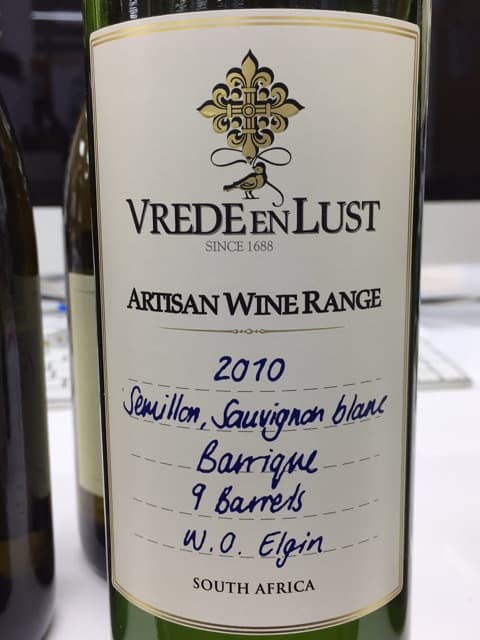 VREDE EN LUST
SINCE 1688
ARTISAN WINE RANGE
2010
Semillon, Sauvignon blanc
Barrique
9 Barrels
W.O. Elgin
SOUTH AFRICA